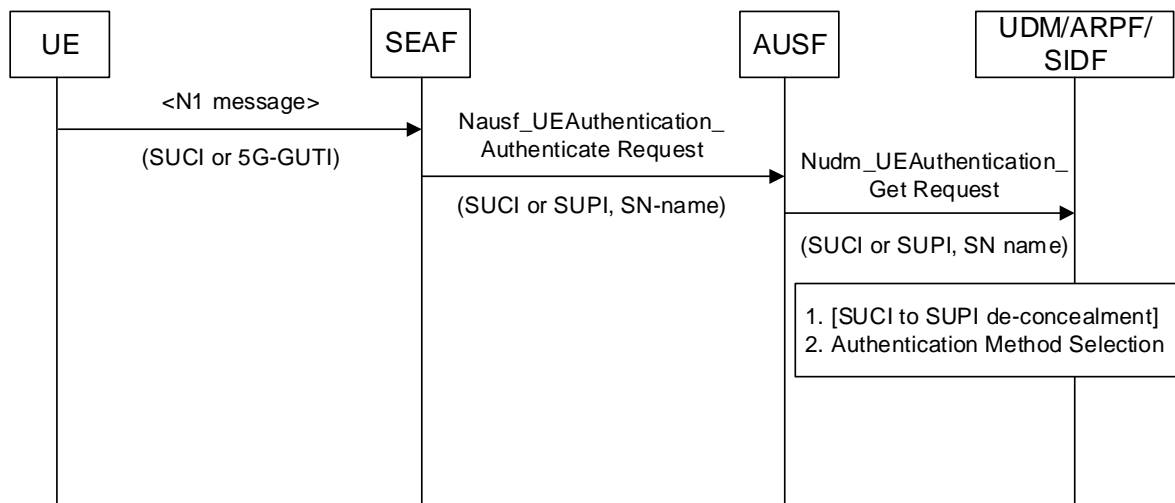 UE
SEAF
AUSF
UDM/ARPF/
SIDF
<N1 message>
(SUCI or 5G-GUTI)
Nausf_UEAuthentication_
Authenticate Request
(SUCI or SUPI, SN-name)
Nudm_UEAuthentication_
Get Request
(SUCI or SUPI, SN name)
1. [SUCI to SUPI de-concealment]
2. Authentication Method Selection